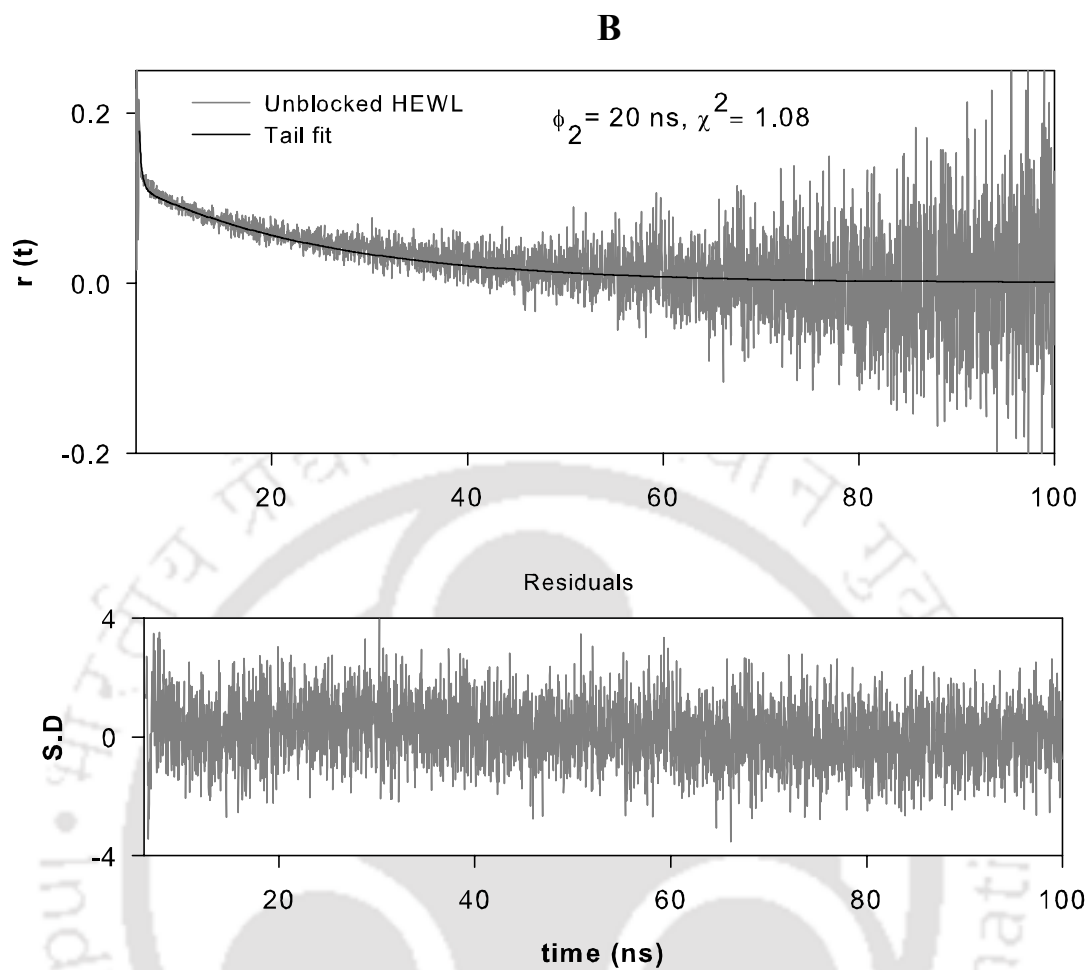 B
Unblocked HEWL
Tail fit
ϕ2 = 20 ns, χ2 = 1.08
0.2
0.0
-0.2
r (t)
20 40 60 80 100
Residuals
4
0
-4
S.D
20 40 60 80 100
time (ns)